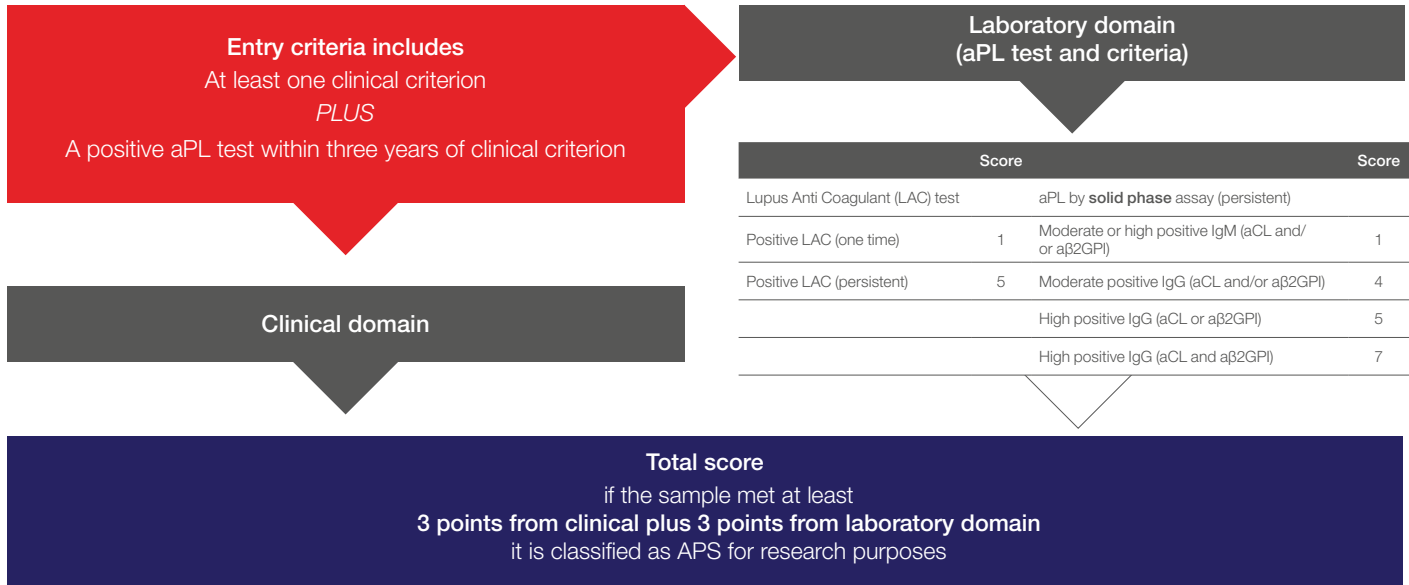 Entry criteria includes
At least one clinical criterion
PLUS
A positive aPL test within three years of clinical criterion
Clinical domain
Laboratory domain
(aPL test and criteria)
Score Score
Lupus Anti Coagulant (LAC) test aPL by solid phase assay (persistent)
Positive LAC (one time) 1 Moderate or high positive IgM (aCL and/
or aβ2GPI) 1
Positive LAC (persistent) 5 Moderate positive IgG (aCL and/or aβ2GPI) 4
High positive IgG (aCL or aβ2GPI) 5
High positive IgG (aCL and aβ2GPI) 7
Total score
if the sample met at least
3 points from clinical plus 3 points from laboratory domain
it is classified as APS for research purposes